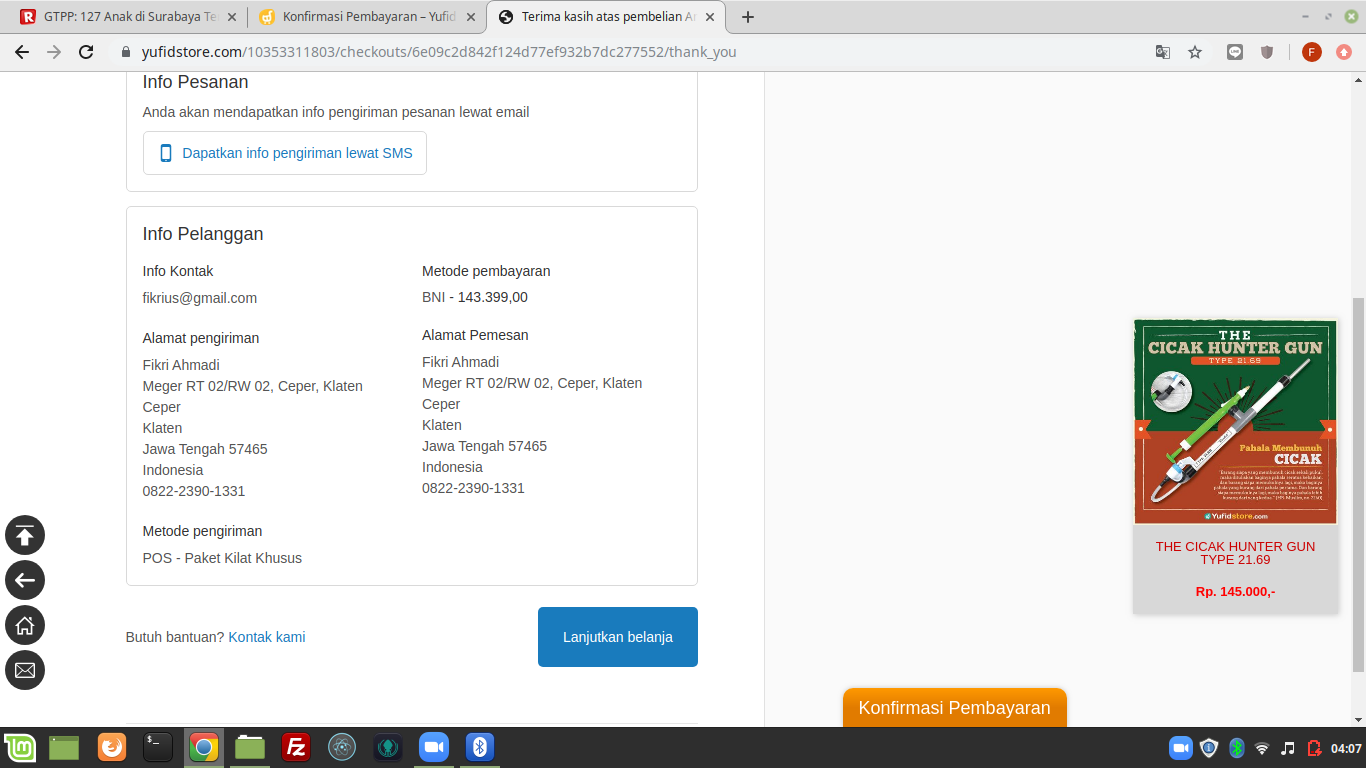 GTPP: 127 Anak di Surabaya Te
Konfirmasi Pembayaran – Yufid
Terima kasih atas pembelian A
yufidstore.com/10353311803/checkouts/6e09c2d842f124d77ef932b7dc277552/thank_you
F
Info Pesanan
Anda akan mendapatkan info pengiriman pesanan lewat email
Dapatkan info pengiriman lewat SMS
Info Pelanggan
Info Kontak
fikrius@gmail.com
Metode pembayaran
BNI - 143.399,00
Alamat pengiriman
Fikri Ahmadi
Meger RT 02/RW 02, Ceper, Klaten
Ceper
Klaten
Jawa Tengah 57465
Indonesia
0822-2390-1331
Alamat Pemesan
Fikri Ahmadi
Meger RT 02/RW 02, Ceper, Klaten
Ceper
Klaten
Jawa Tengah 57465
Indonesia
0822-2390-1331
Metode pengiriman
POS - Paket Kilat Khusus
Butuh bantuan? Kontak kami
Lanjutkan belanja
THE
CICAK HUNTER GUN
TYPE 21.69
Pahala Membunuh
CICAK
Yufidstore.com
THE CICAK HUNTER GUN
TYPE 21.69
Rp. 145.000,-
Konfirmasi Pembayaran
04:07